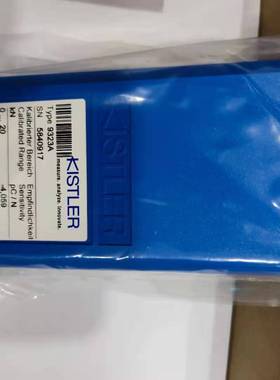 KISTLER
measure. analyze. innovate.
Type 9323A
SN 5640917
Kalibrierter Bereich Empfindlichkeit
Calibrated Range Sensitivity
kN pC / N
0 ... 20 -4,059
KISTLER